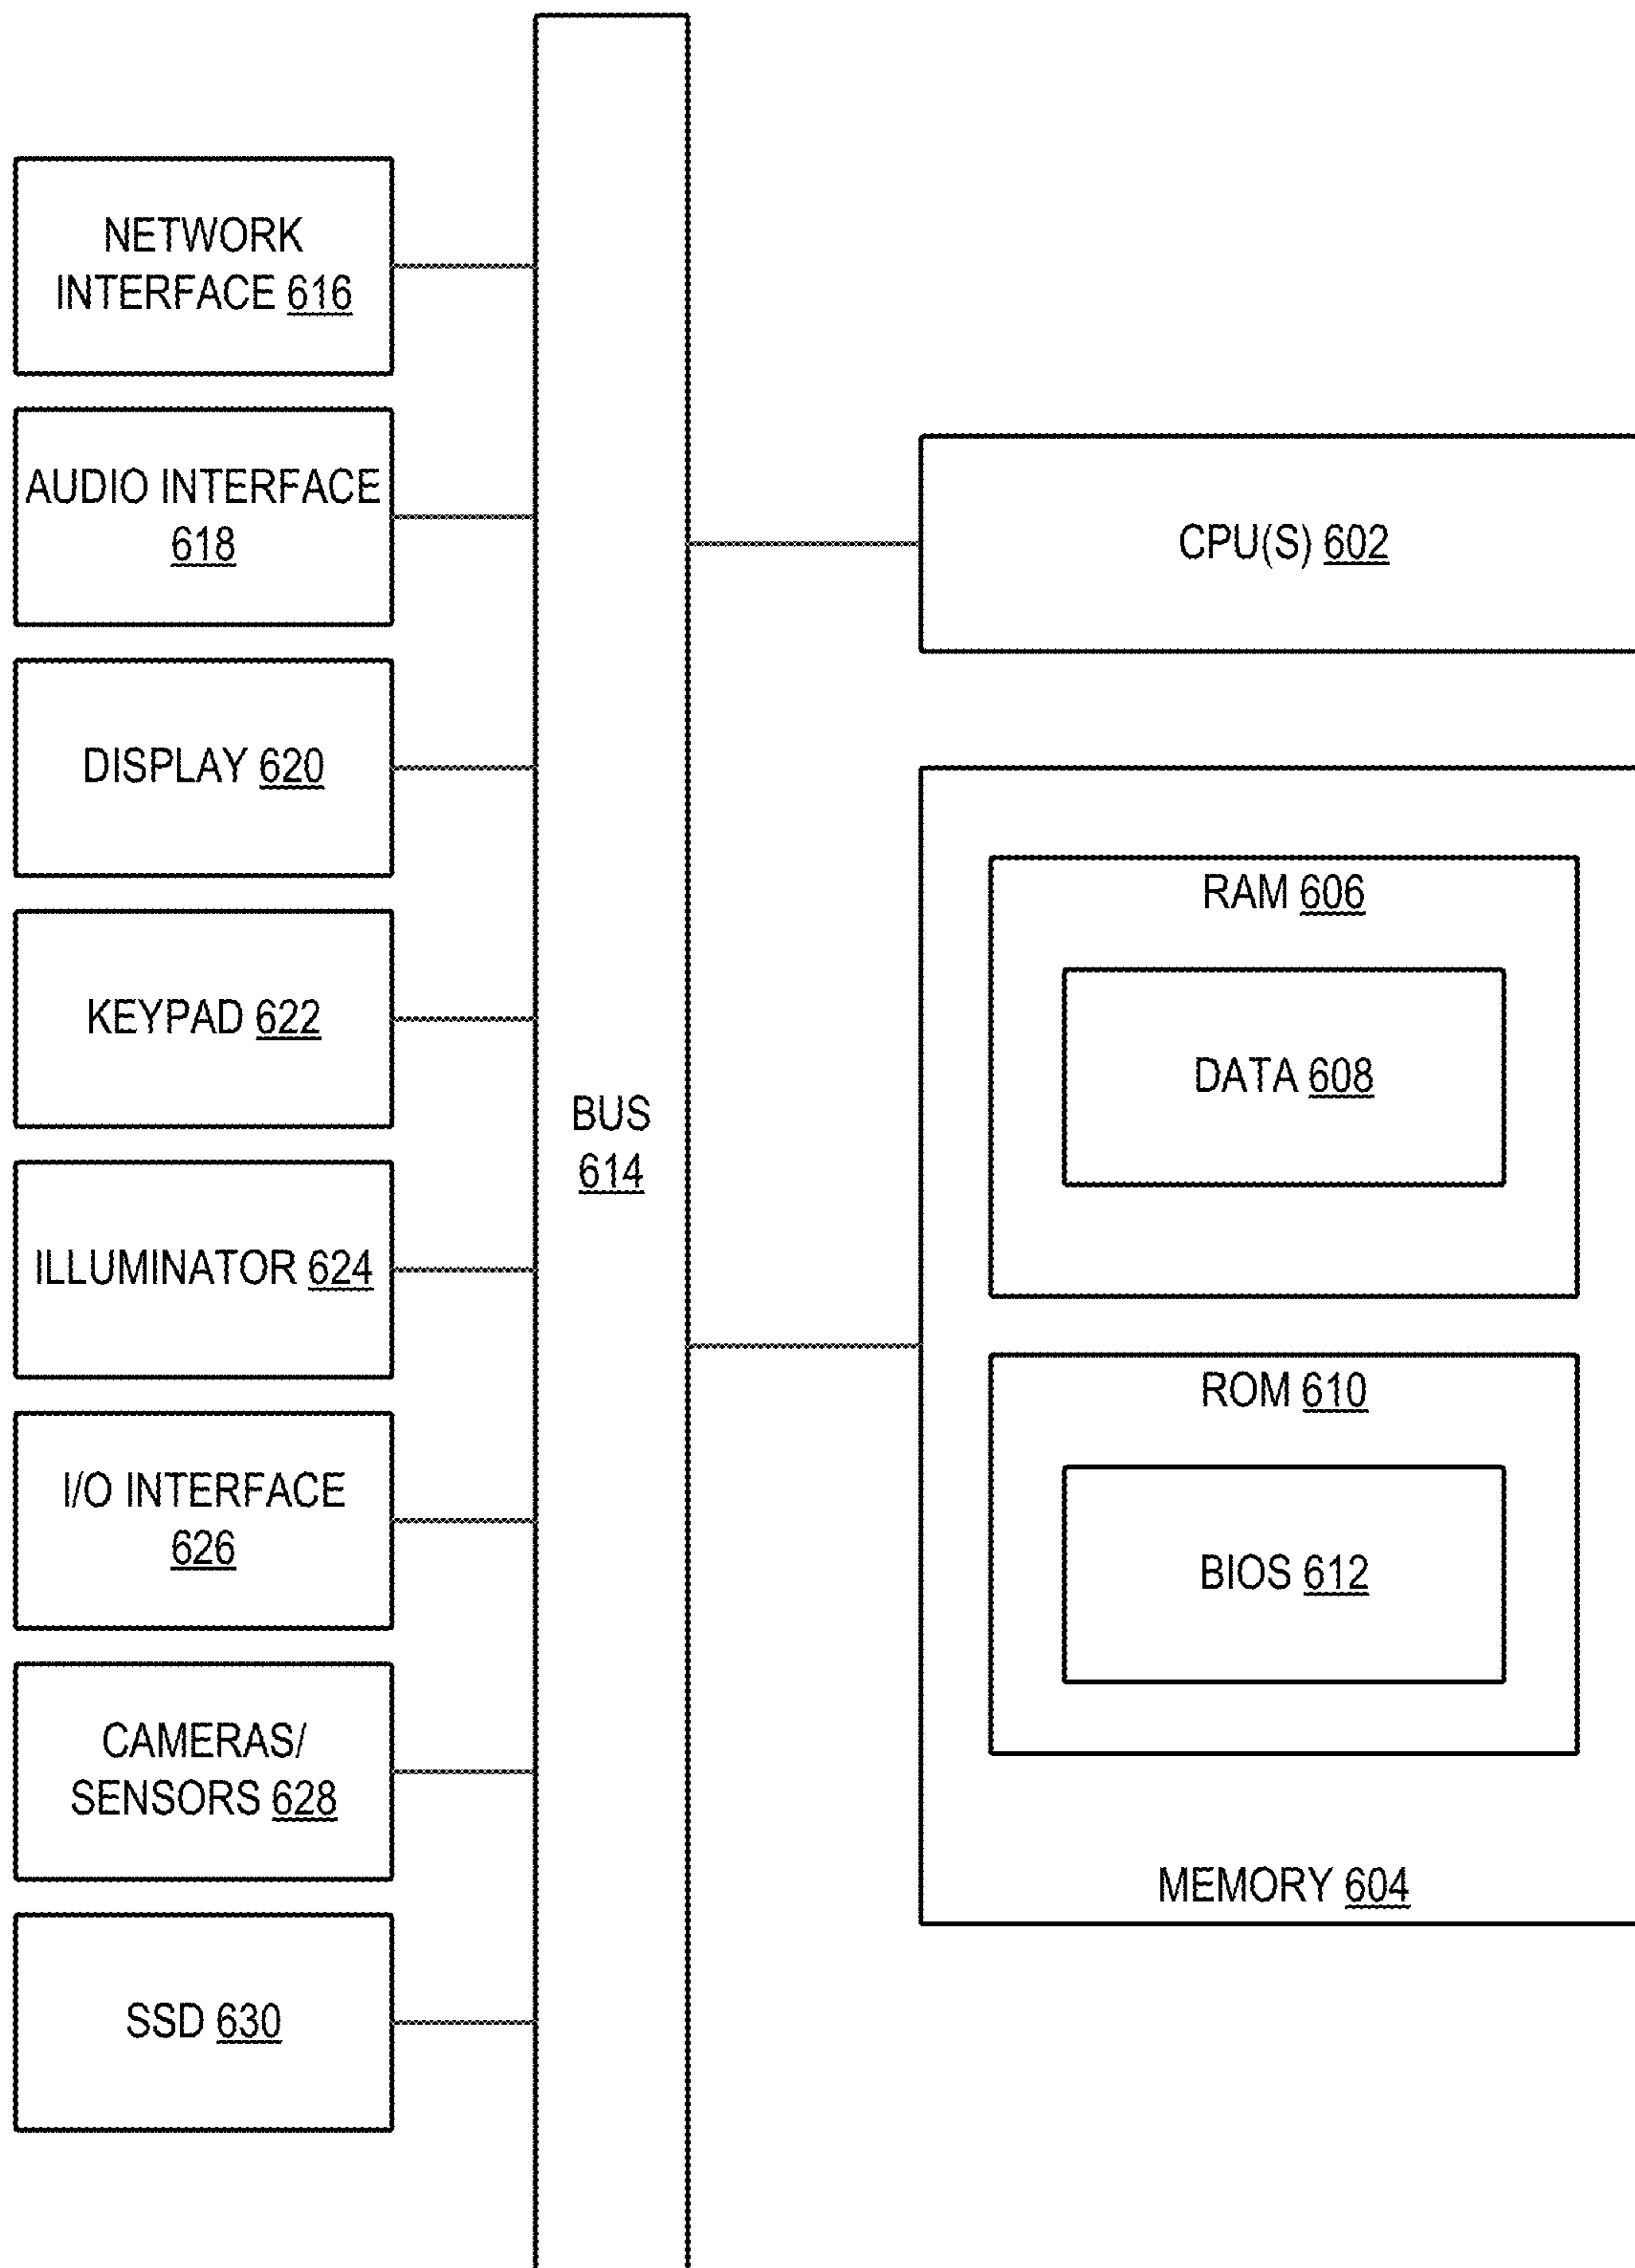 NETWORK
INTERFACE 616
AUDIO INTERFACE
618
DISPLAY 620
KEYPAD 622
ILLUMINATOR 624
I/O INTERFACE
626
CAMERAS/
SENSORS 628
SSD 630
BUS
614
CPU(S) 602
RAM 606
DATA 608
ROM 610
BIOS 612
MEMORY 604